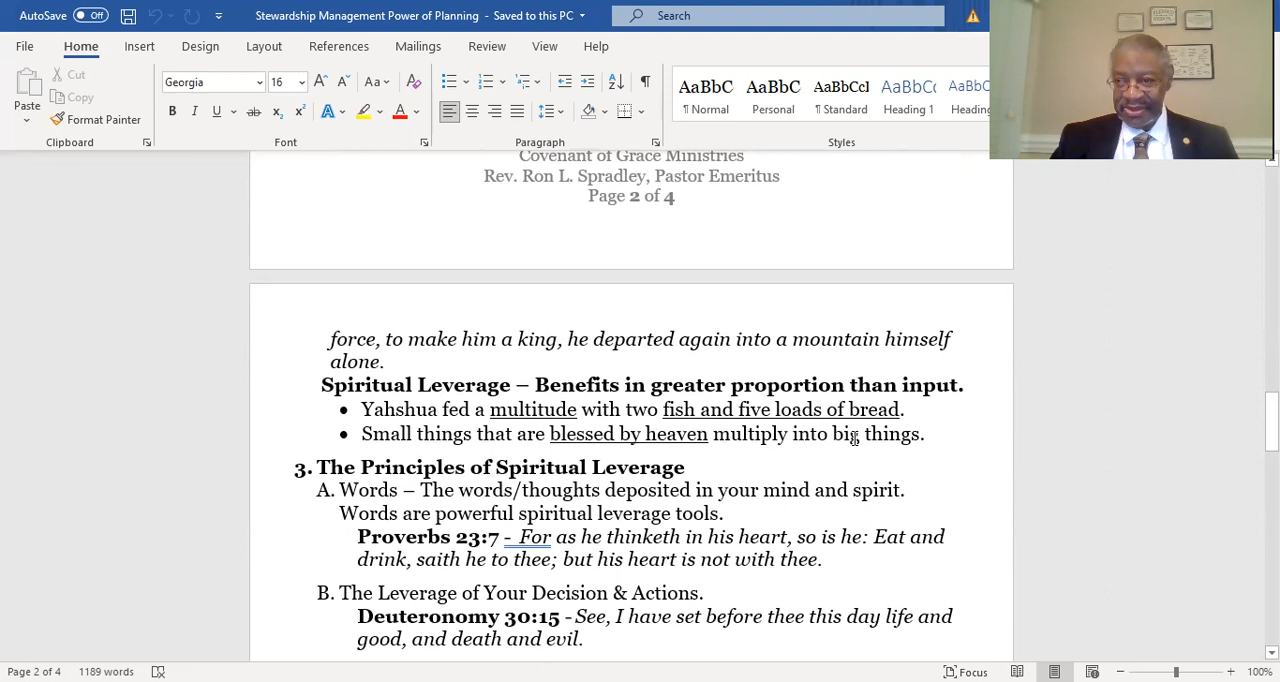 AutoSave Off Stewardship Management Power of Planning - Saved to this PC Search
File Home Insert Design Layout References Mailings Review View Help
Paste Cut Copy Format Painter
Georgia 16 Aa
B I U ab x₂ x² A A
AaBbC AaBbC AaBbCcI AaBbCc AaBbC
¶ Normal Personal ¶ Standard Heading 1 Heading
Clipboard Font Paragraph Styles
Covenant of Grace Ministries
Rev. Ron L. Spradley, Pastor Emeritus
Page 2 of 4
force, to make him a king, he departed again into a mountain himself
alone.
Spiritual Leverage – Benefits in greater proportion than input.
• Yahshua fed a multitude with two fish and five loads of bread.
• Small things that are blessed by heaven multiply into big things.
3. The Principles of Spiritual Leverage
A. Words – The words/thoughts deposited in your mind and spirit.
Words are powerful spiritual leverage tools.
Proverbs 23:7 - For as he thinketh in his heart, so is he: Eat and
drink, saith he to thee; but his heart is not with thee.
B. The Leverage of Your Decision & Actions.
Deuteronomy 30:15 - See, I have set before thee this day life and
good, and death and evil.
Page 2 of 4 1189 words Focus 100%